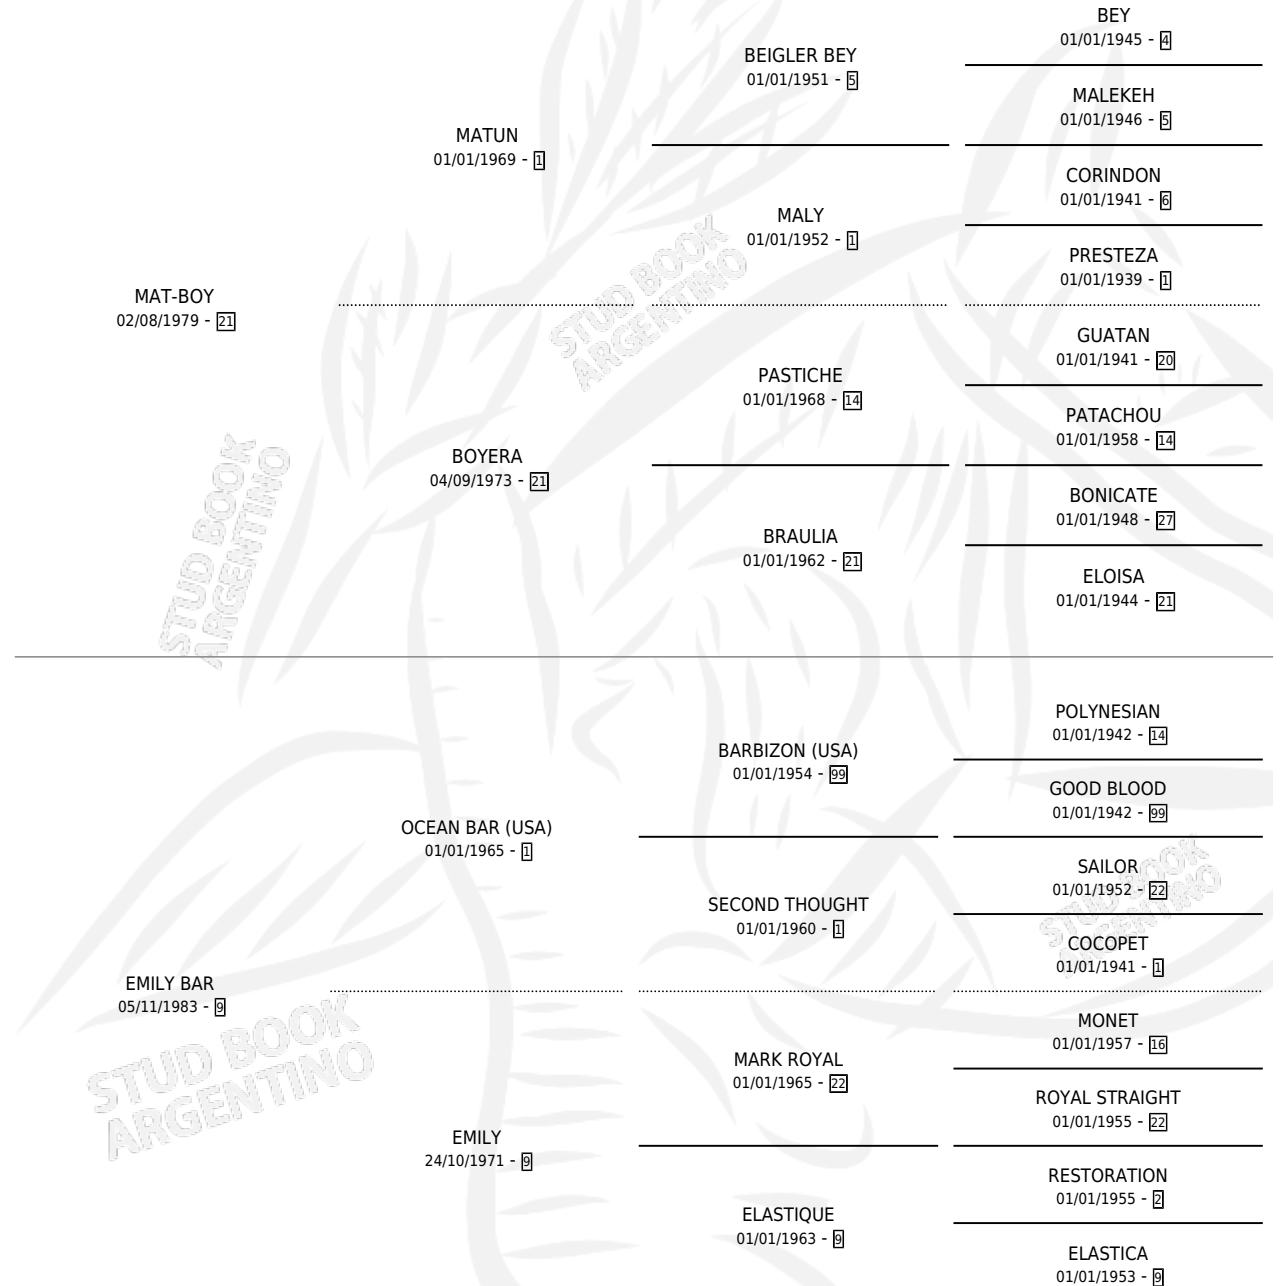 BEY
01/01/1945 - 4
BEIGLER BEY
01/01/1951 - 5
MALEKEH
01/01/1946 - 5
MATUN
01/01/1969 - 1
CORINDON
01/01/1941 - 6
MALY
01/01/1952 - 1
PRESTEZA
01/01/1939 - 1
MAT-BOY
02/08/1979 - 21
GUATAN
01/01/1941 - 20
PASTICHE
01/01/1968 - 14
PATACHOU
01/01/1958 - 14
BOYERA
04/09/1973 - 21
BONICATE
01/01/1948 - 27
BRAULIA
01/01/1962 - 21
ELOISA
01/01/1944 - 21
STUD BOOK
ARGENTINO
STUD BOOK
ARGENTINO
POLYNESIAN
01/01/1942 - 14
BARBIZON (USA)
01/01/1954 - 99
GOOD BLOOD
01/01/1942 - 99
OCEAN BAR (USA)
01/01/1965 - 1
SAILOR
01/01/1952 - 22
SECOND THOUGHT
01/01/1960 - 1
COCOPET
01/01/1941 - 1
EMILY BAR
05/11/1983 - 9
MONET
01/01/1957 - 16
MARK ROYAL
01/01/1965 - 22
ROYAL STRAIGHT
01/01/1955 - 22
EMILY
24/10/1971 - 9
RESTORATION
01/01/1955 - 2
ELASTIQUE
01/01/1963 - 9
ELASTICA
01/01/1953 - 9
STUD BOOK
ARGENTINO
STUD BOOK
ARGENTINO